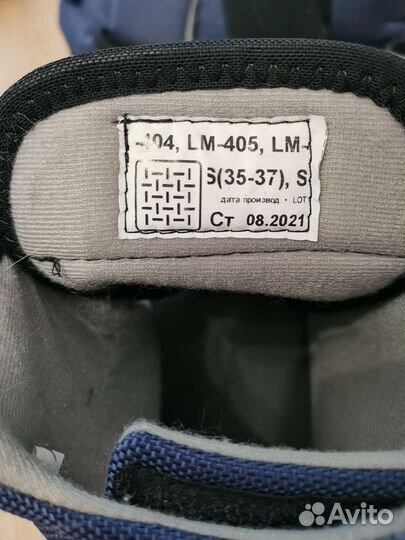 -404, LM-405, LM-
S(35-37), S
дата производ. • LOT
Ст 08.2021
Avito